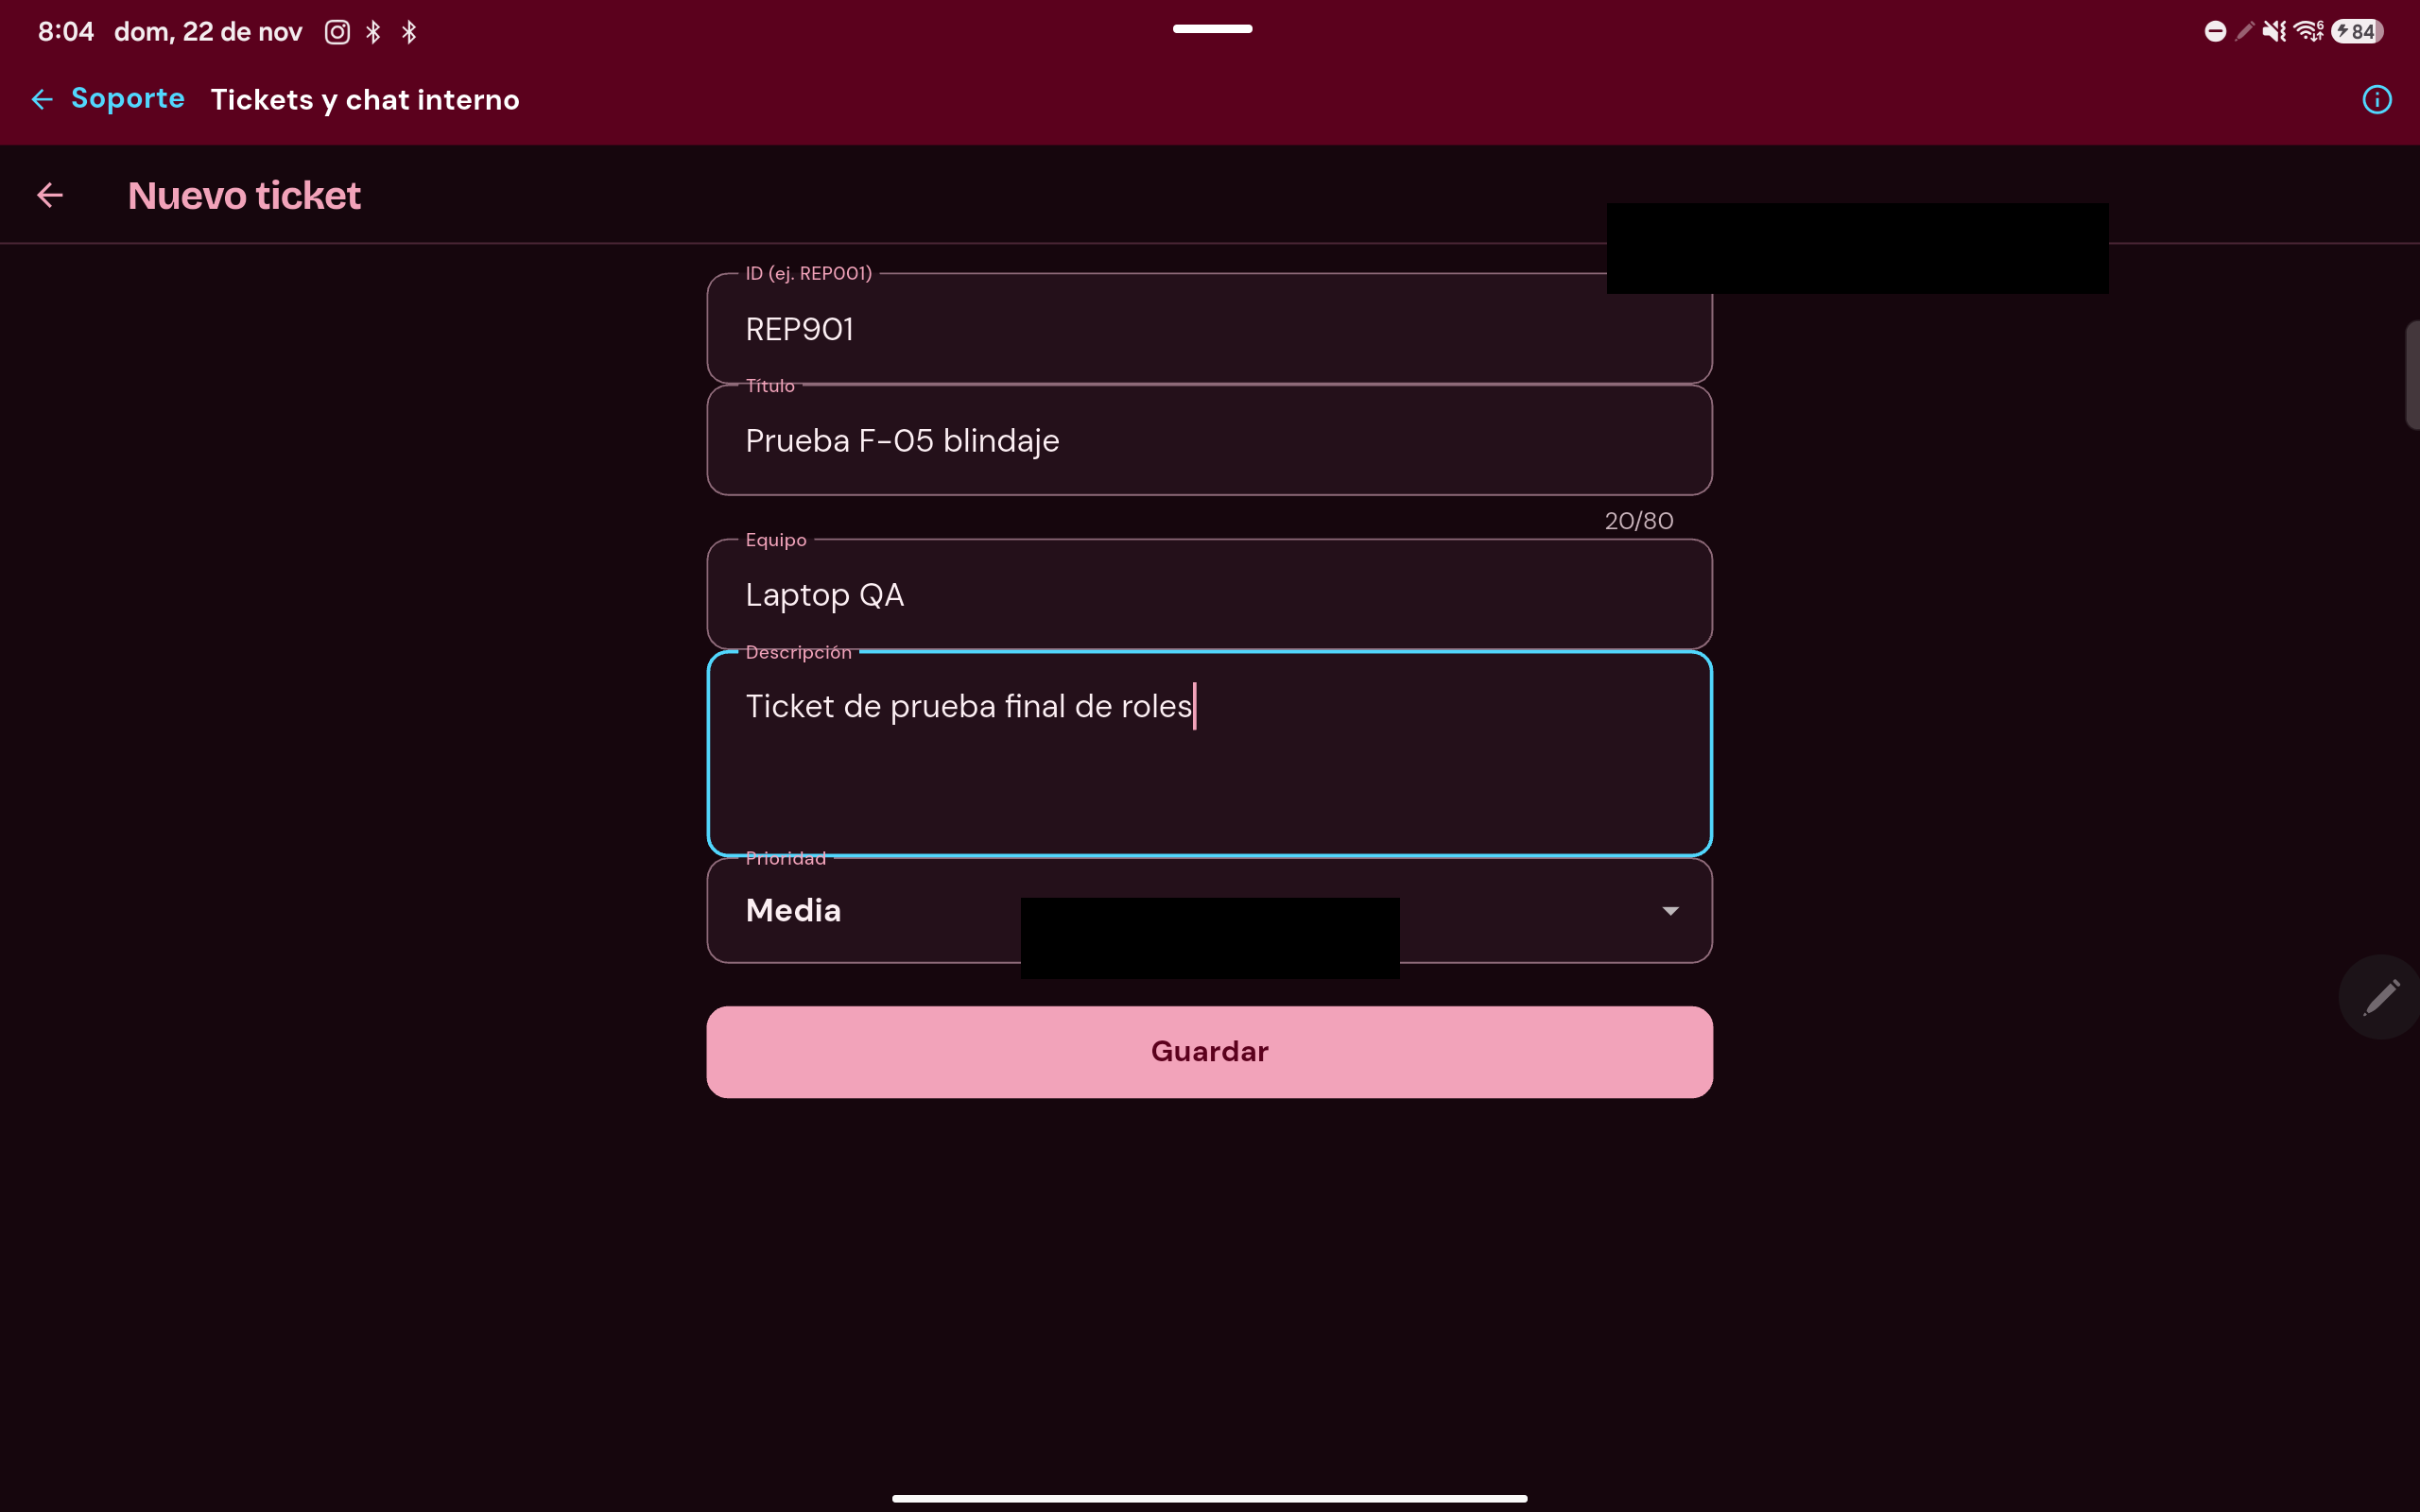 8:04 dom, 22 de nov 6 84
Soporte Tickets y chat interno
Nuevo ticket
ID (ej. REP001)
REP901
Título
Prueba F-05 blindaje
20/80
Equipo
Laptop QA
Descripción
Ticket de prueba final de roles
Prioridad
Media
Guardar